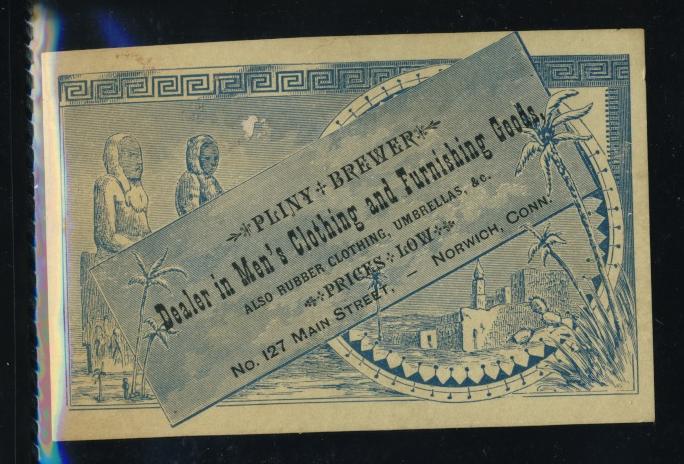 PLINY BREWER
Dealer in Men's Clothing and Furnishing Goods,
ALSO RUBBER CLOTHING, UMBRELLAS, &c.
PRICES LOW
No. 127 MAIN STREET, – NORWICH, CONN.